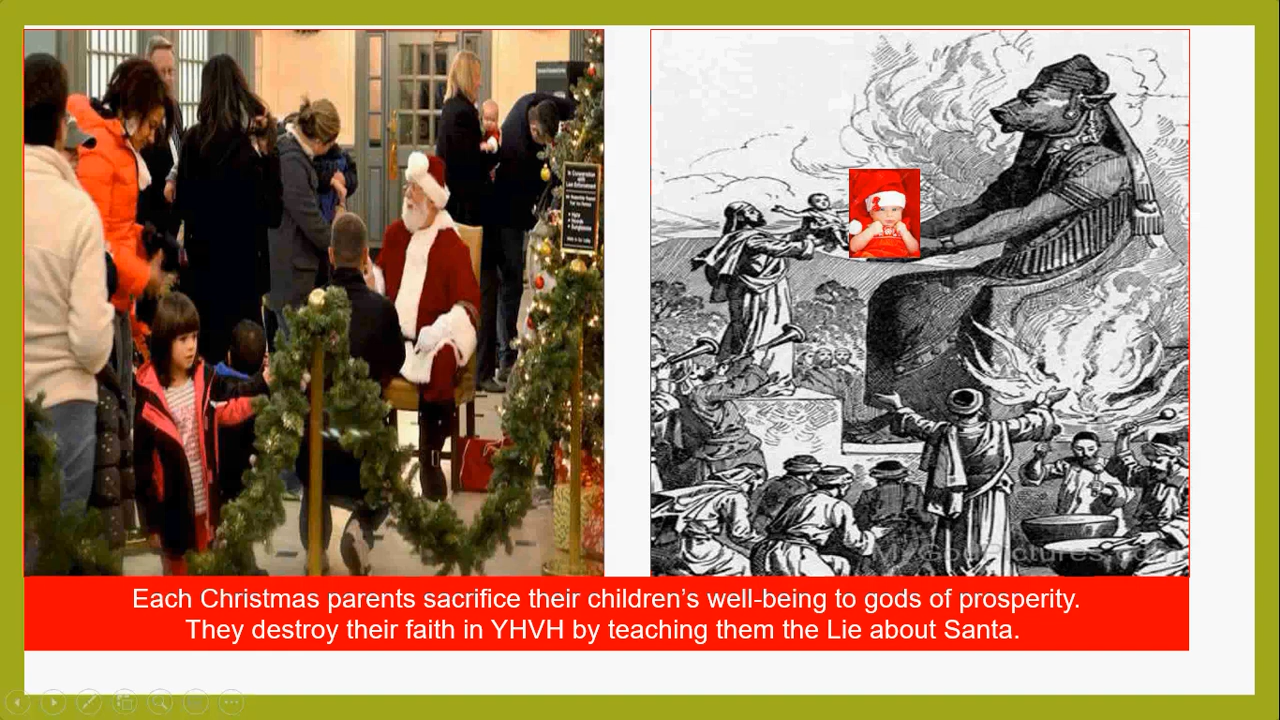 Each Christmas parents sacrifice their children’s well-being to gods of prosperity.
They destroy their faith in YHVH by teaching them the Lie about Santa.